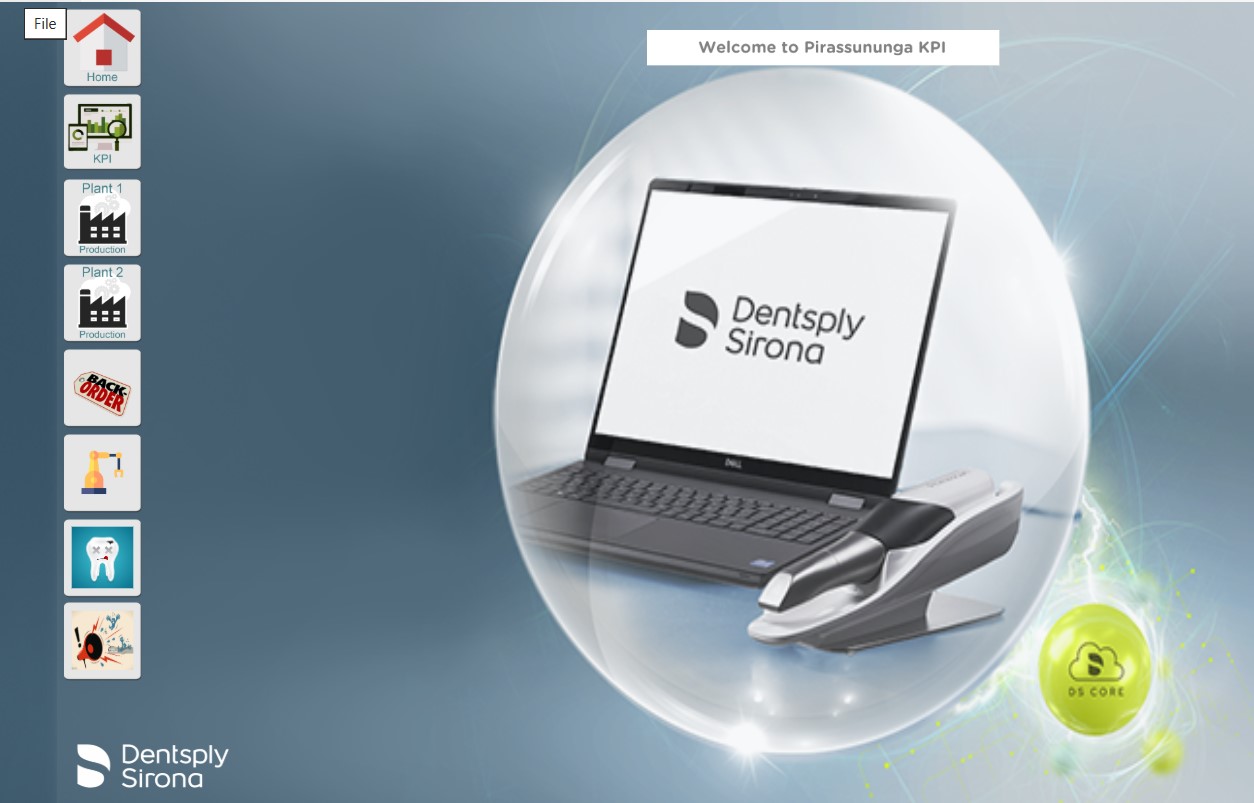 File
Welcome to Pirassununga KPI
Home
KPI
Plant 1
Production
Plant 2
Production
BACK-
ORDER
!
Dentsply
Sirona
DELL
DS CORE
Dentsply
Sirona